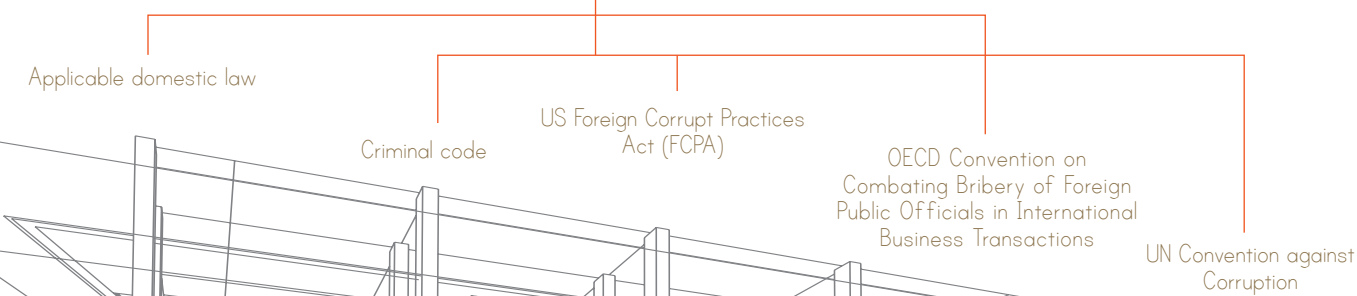 Applicable domestic law
Criminal code
US Foreign Corrupt Practices
Act (FCPA)
OECD Convention on
Combating Bribery of Foreign
Public Officials in International
Business Transactions
UN Convention against
Corruption